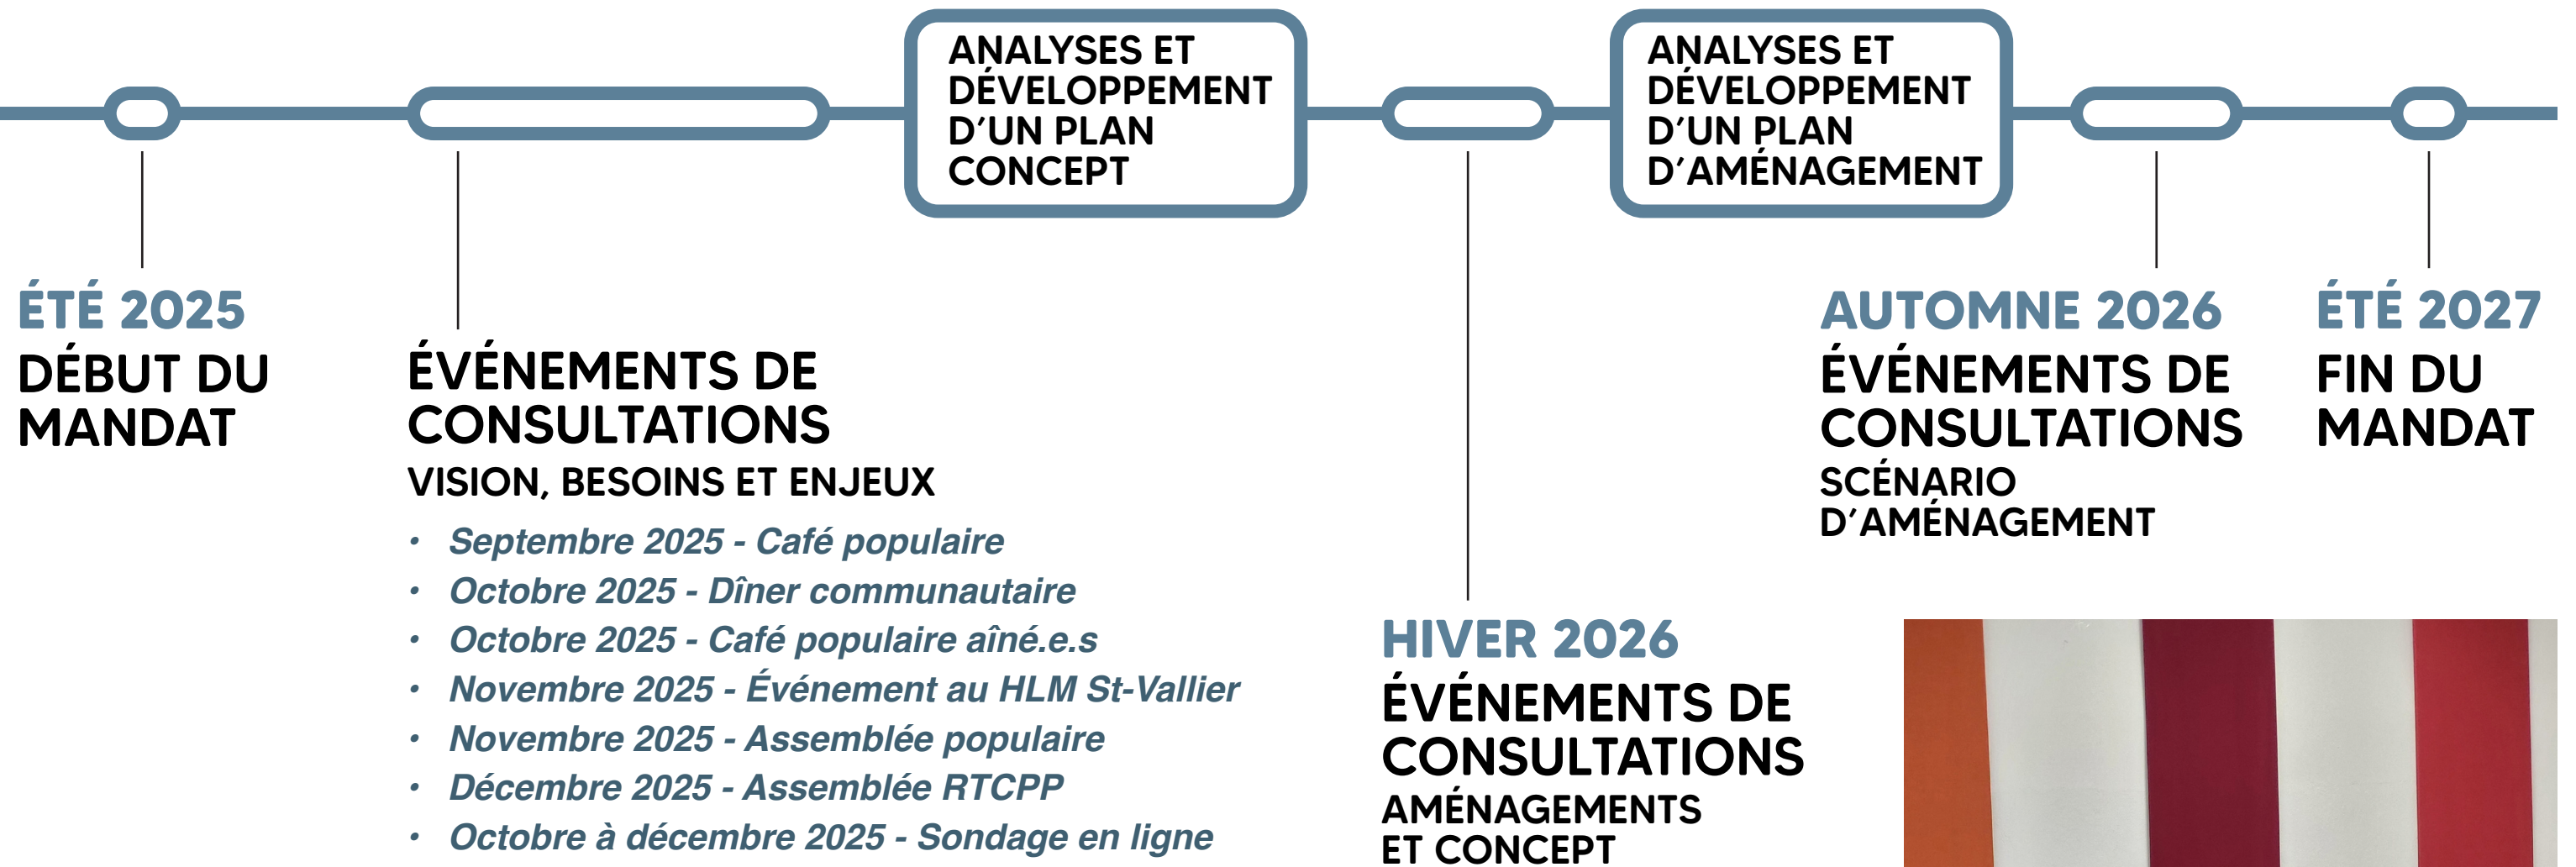 ANALYSES ET
DÉVELOPPEMENT
D'UN PLAN
CONCEPT
ANALYSES ET
DÉVELOPPEMENT
D'UN PLAN
D'AMÉNAGEMENT
ÉTÉ 2025
DÉBUT DU
MANDAT
ÉVÉNEMENTS DE
CONSULTATIONS
VISION, BESOINS ET ENJEUX
• Septembre 2025 - Café populaire
• Octobre 2025 - Dîner communautaire
• Octobre 2025 - Café populaire aîné.e.s
• Novembre 2025 - Événement au HLM St-Vallier
• Novembre 2025 - Assemblée populaire
• Décembre 2025 - Assemblée RTCPP
• Octobre à décembre 2025 - Sondage en ligne
HIVER 2026
ÉVÉNEMENTS DE
CONSULTATIONS
AMÉNAGEMENTS
ET CONCEPT
AUTOMNE 2026
ÉVÉNEMENTS DE
CONSULTATIONS
SCÉNARIO
D'AMÉNAGEMENT
ÉTÉ 2027
FIN DU
MANDAT